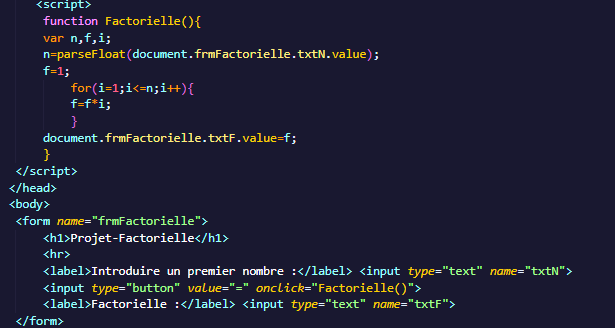 <script>
function Factorielle(){
var n,f,i;
n=parseFloat(document.frmFactorielle.txtN.value);
f=1;
for(i=1;i<=n;i++){
f=f*i;
}
document.frmFactorielle.txtF.value=f;
}
</script>
</head>
<body>
<form name="frmFactorielle">
<h1>Projet-Factorielle</h1>
<hr>
<label>Introduire un premier nombre :</label> <input type="text" name="txtN">
<input type="button" value="=" onclick="Factorielle()">
<label>Factorielle :</label> <input type="text" name="txtF">
</form>